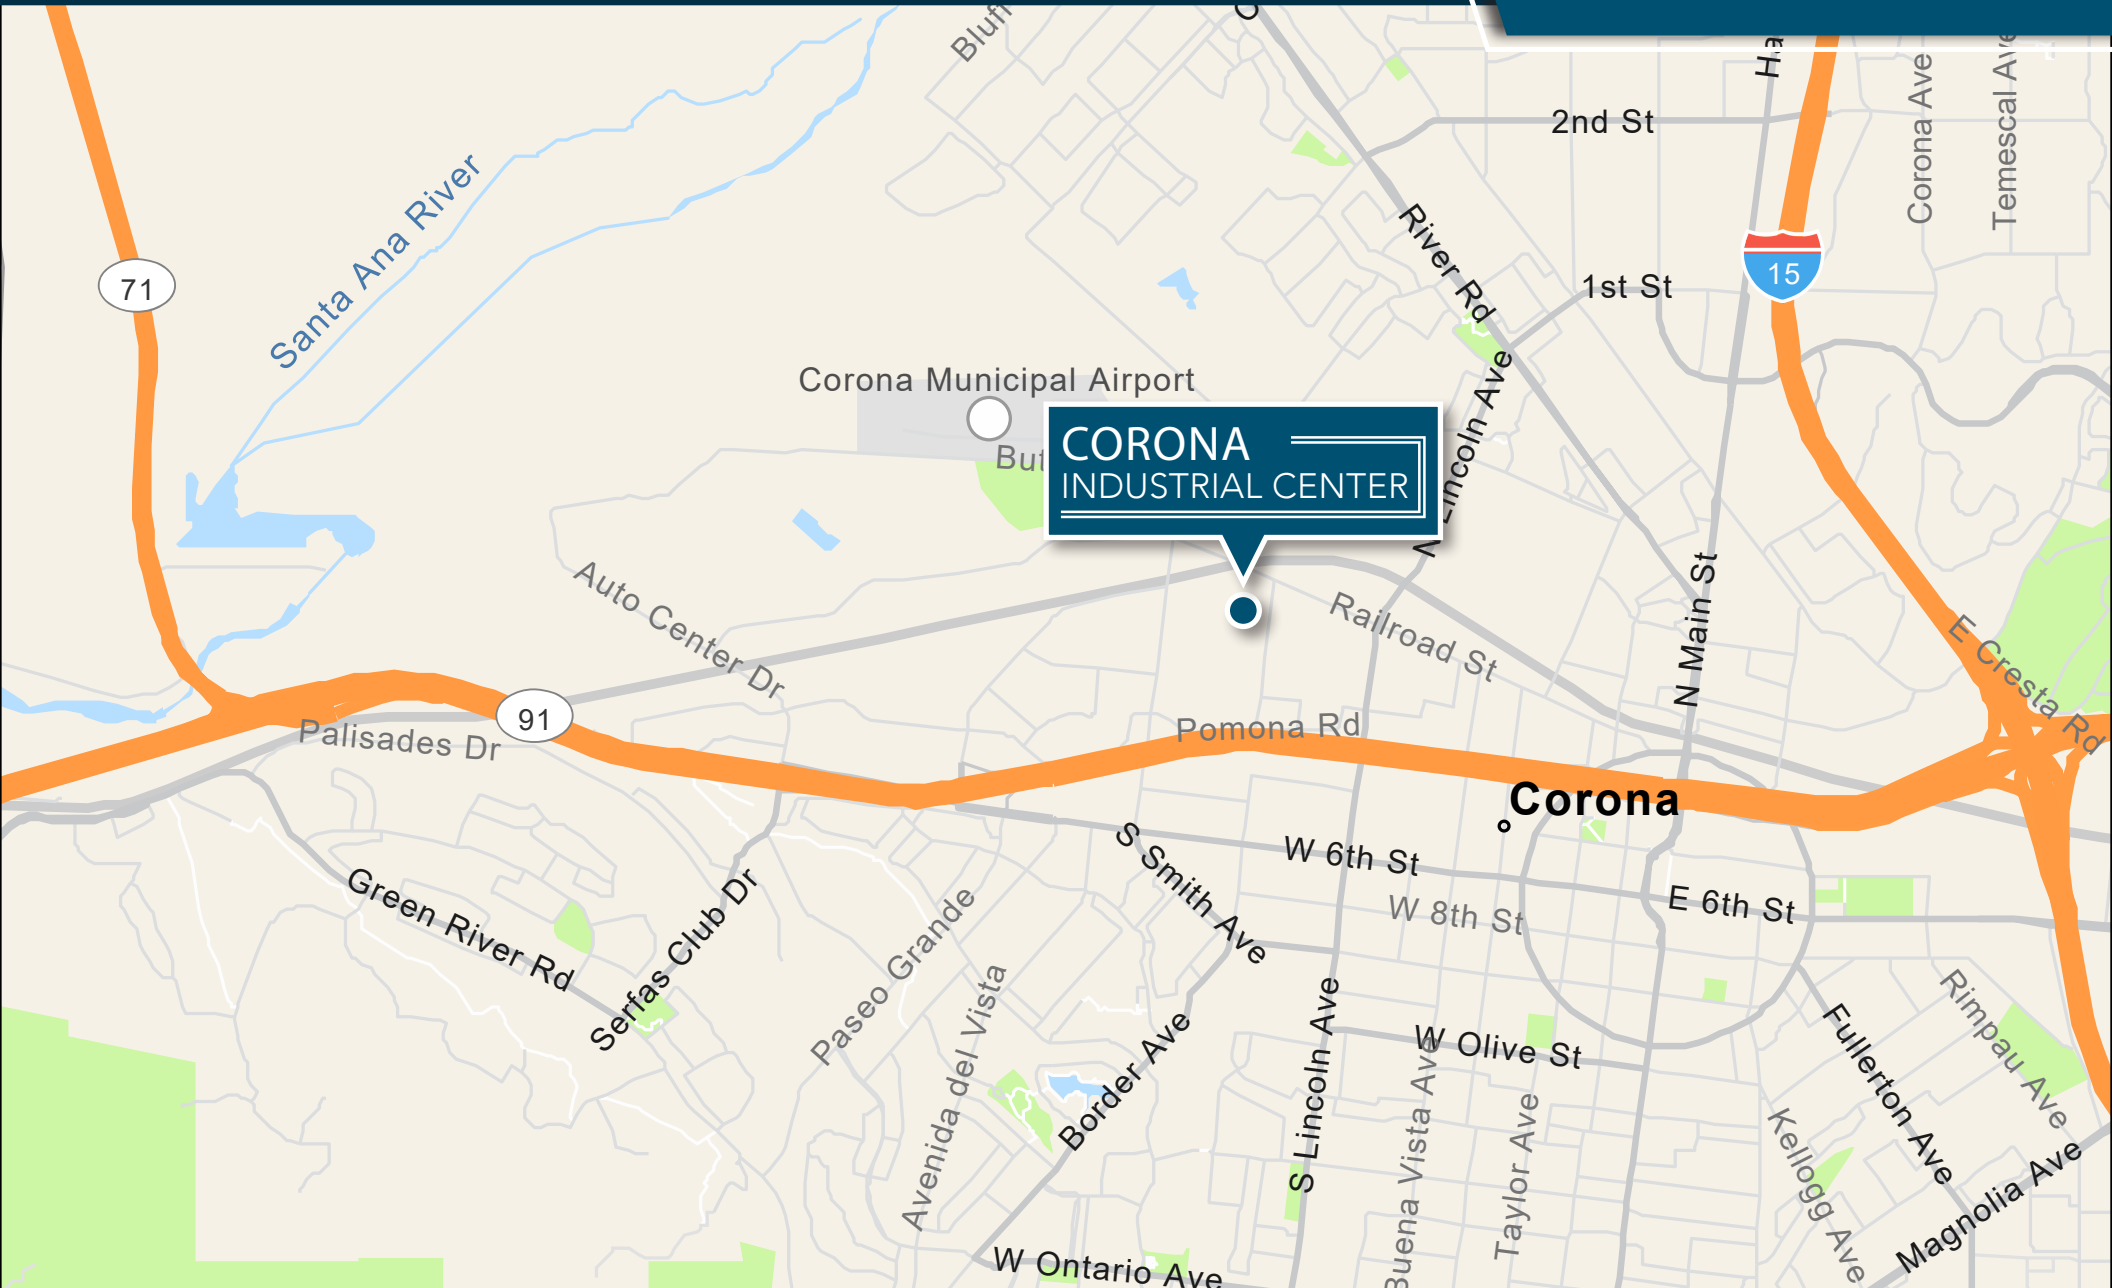 Bluff
Ha
Corona Ave
Temescal Ave
2nd St
Santa Ana River
River Rd
71
15
1st St
Corona Municipal Airport
N Lincoln Ave
CORONA
INDUSTRIAL CENTER
But
Auto Center Dr
Railroad St
N Main St
E Cresta Rd
91
Palisades Dr
Pomona Rd
Corona
S Smith Ave
W 6th St
E 6th St
W 8th St
Green River Rd
Serfas Club Dr
Paseo Grande
Avenida del Vista
Border Ave
S Lincoln Ave
W Olive St
Buena Vista Ave
Taylor Ave
Fullerton Ave
Rimpau Ave
Kellogg Ave
Magnolia Ave
W Ontario Ave